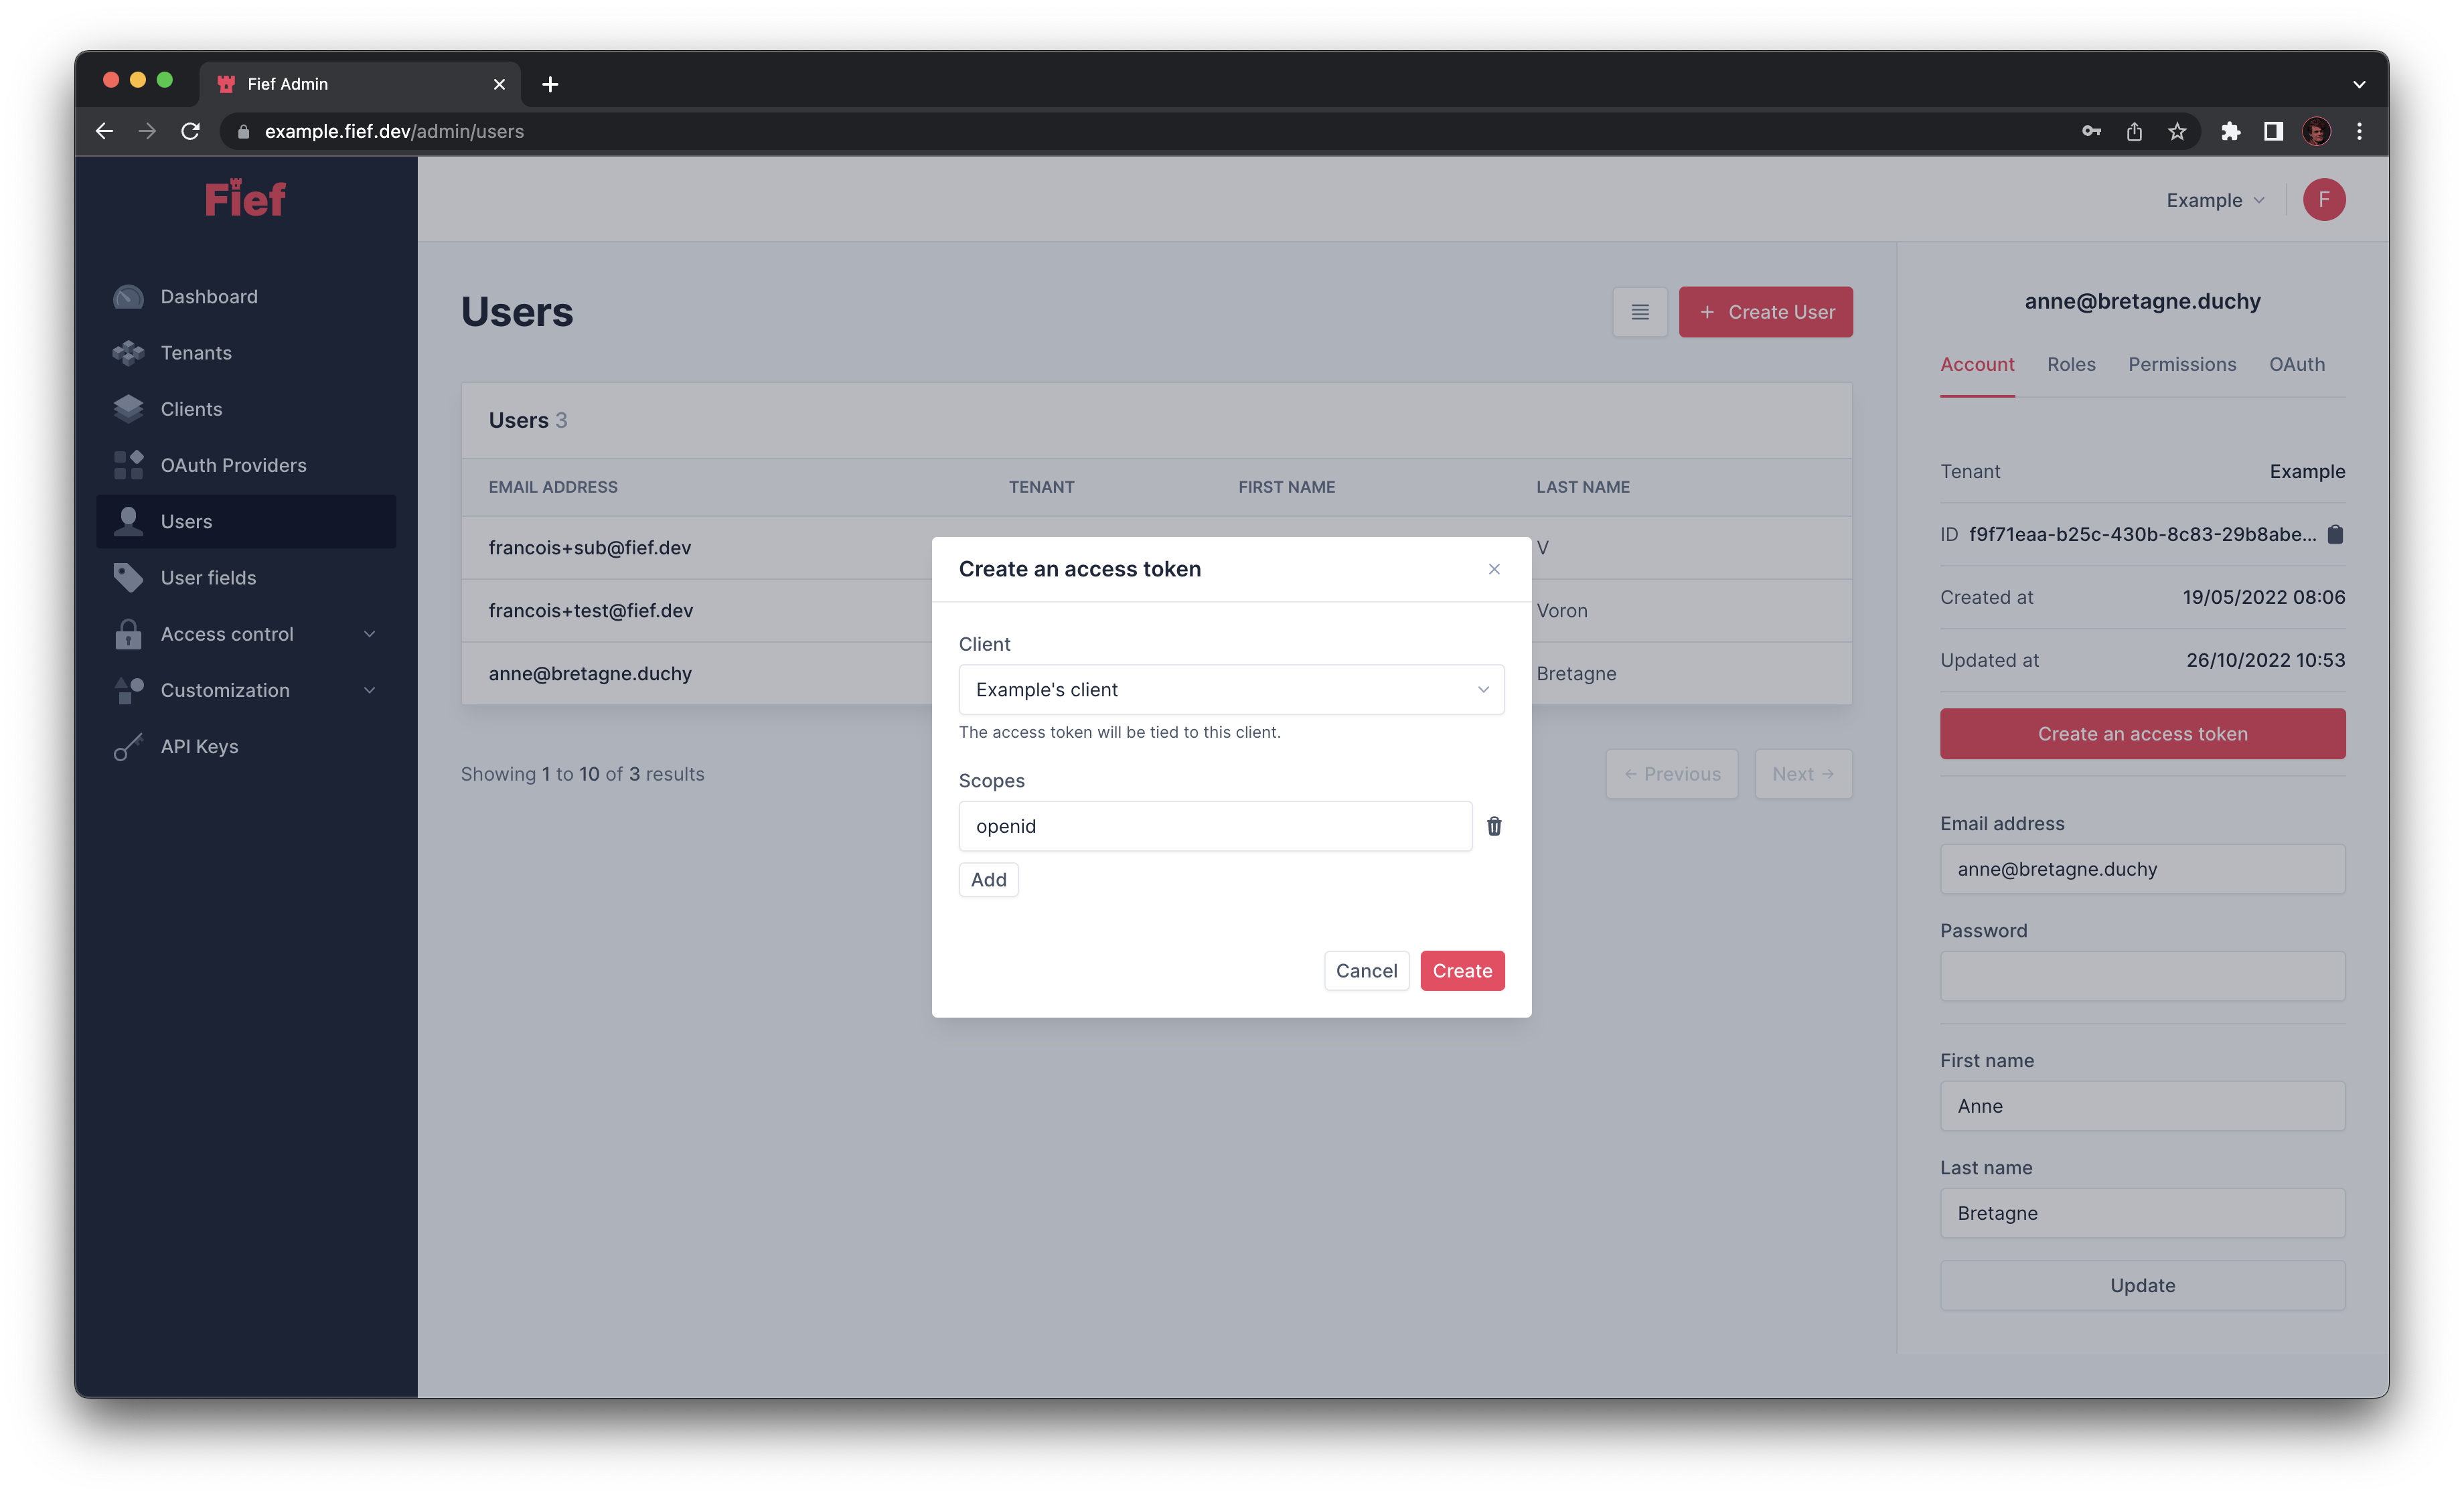 Fief Admin
example.fief.dev/admin/users
Fief
Example
F
Dashboard
Tenants
Clients
OAuth Providers
Users
User fields
Access control
Customization
API Keys
Users
Create User
Users 3
EMAIL ADDRESS TENANT FIRST NAME LAST NAME
francois+sub@fief.dev V
francois+test@fief.dev Voron
anne@bretagne.duchy Bretagne
Showing 1 to 10 of 3 results
← Previous Next →
Create an access token
Client
Example's client
The access token will be tied to this client.
Scopes
openid
Add
Cancel Create
anne@bretagne.duchy
Account Roles Permissions OAuth
Tenant Example
ID f9f71eaa-b25c-430b-8c83-29b8abe...
Created at 19/05/2022 08:06
Updated at 26/10/2022 10:53
Create an access token
Email address
anne@bretagne.duchy
Password
First name
Anne
Last name
Bretagne
Update